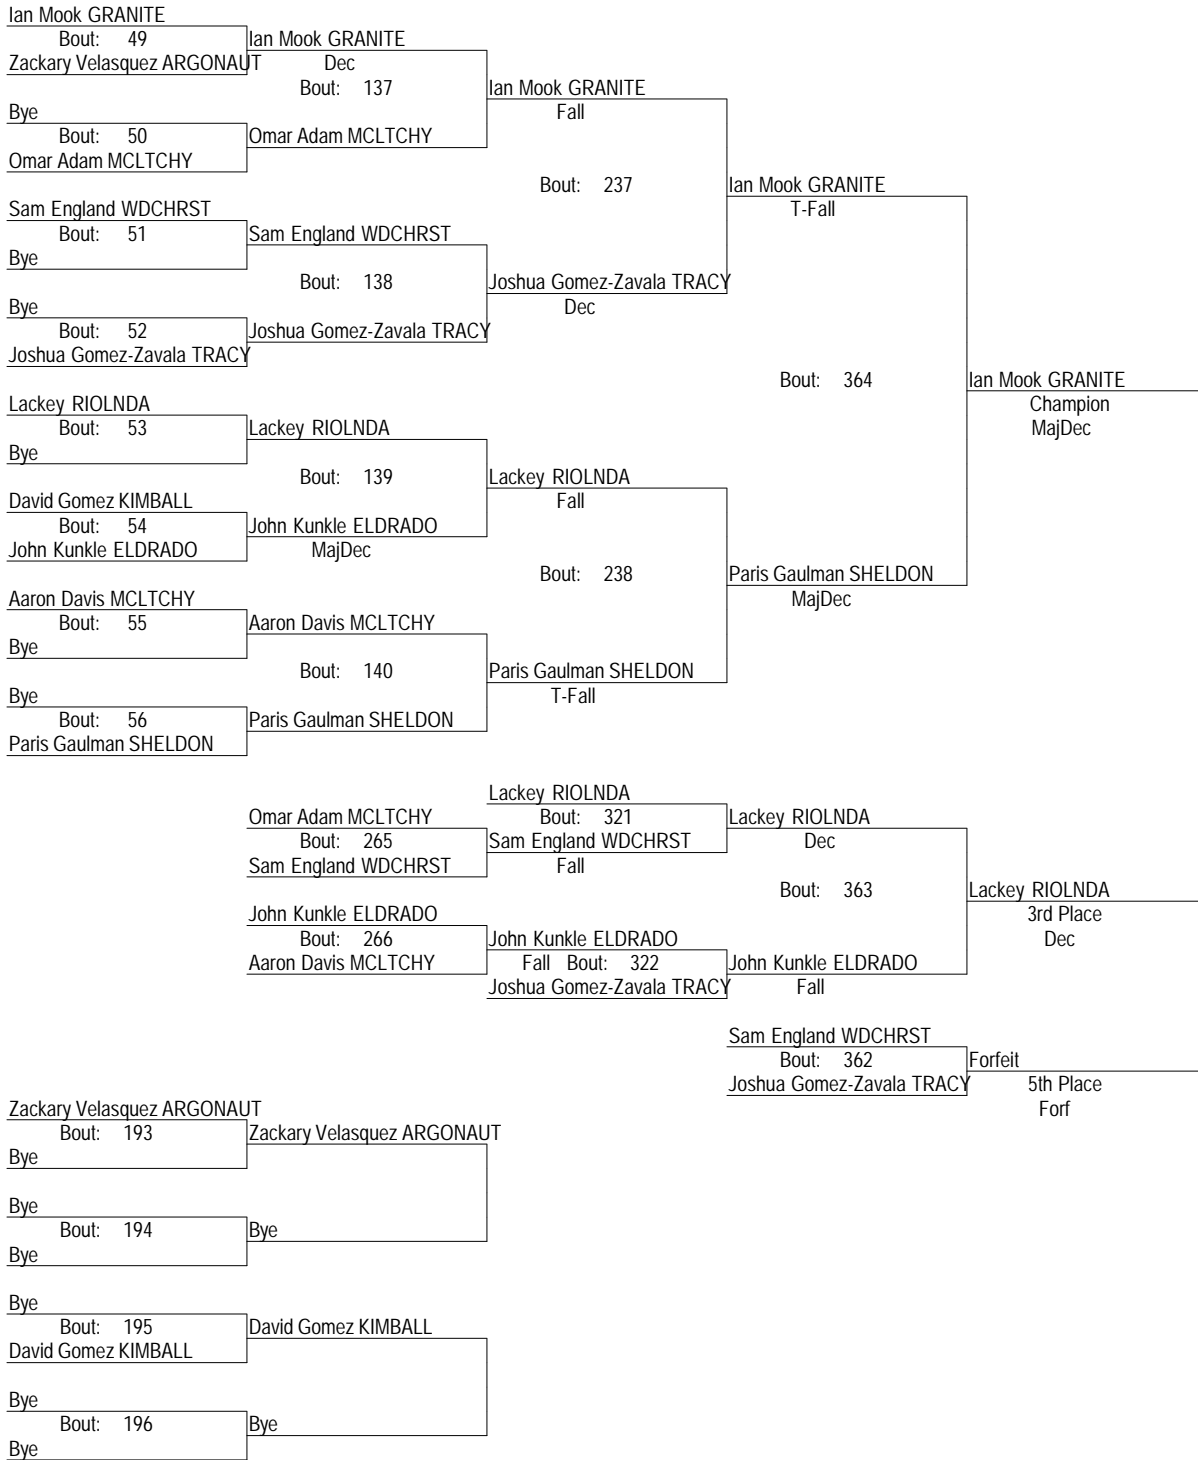 Ian Mook GRANITE
Bout: 49
Ian Mook GRANITE
Zackary Velasquez ARGONAUT
Dec
Bout: 137
Ian Mook GRANITE
Bye
Fall
Bout: 50
Omar Adam MCLTCHY
Omar Adam MCLTCHY
Bout: 237
Ian Mook GRANITE
Sam England WDCHRST
T-Fall
Bout: 51
Sam England WDCHRST
Bye
Bout: 138
Joshua Gomez-Zavala TRACY
Bye
Dec
Bout: 52
Joshua Gomez-Zavala TRACY
Joshua Gomez-Zavala TRACY
Bout: 364
Ian Mook GRANITE
Lackey RIOLNDA
Champion
Bout: 53
Lackey RIOLNDA
MajDec
Bye
Bout: 139
Lackey RIOLNDA
David Gomez KIMBALL
Fall
Bout: 54
John Kunkle ELDRADO
John Kunkle ELDRADO
MajDec
Bout: 238
Paris Gaulman SHELDON
Aaron Davis MCLTCHY
MajDec
Bout: 55
Aaron Davis MCLTCHY
Bye
Bout: 140
Paris Gaulman SHELDON
Bye
T-Fall
Bout: 56
Paris Gaulman SHELDON
Paris Gaulman SHELDON
Lackey RIOLNDA
Omar Adam MCLTCHY
Bout: 321
Lackey RIOLNDA
Bout: 265
Sam England WDCHRST
Dec
Sam England WDCHRST
Fall
Bout: 363
Lackey RIOLNDA
John Kunkle ELDRADO
3rd Place
Bout: 266
John Kunkle ELDRADO
Dec
Aaron Davis MCLTCHY
Fall Bout: 322
John Kunkle ELDRADO
Joshua Gomez-Zavala TRACY
Fall
Sam England WDCHRST
Bout: 362
Forfeit
Joshua Gomez-Zavala TRACY
5th Place
Forf
Zackary Velasquez ARGONAUT
Bout: 193
Zackary Velasquez ARGONAUT
Bye
Bye
Bout: 194
Bye
Bye
Bye
Bout: 195
David Gomez KIMBALL
David Gomez KIMBALL
Bye
Bout: 196
Bye
Bye